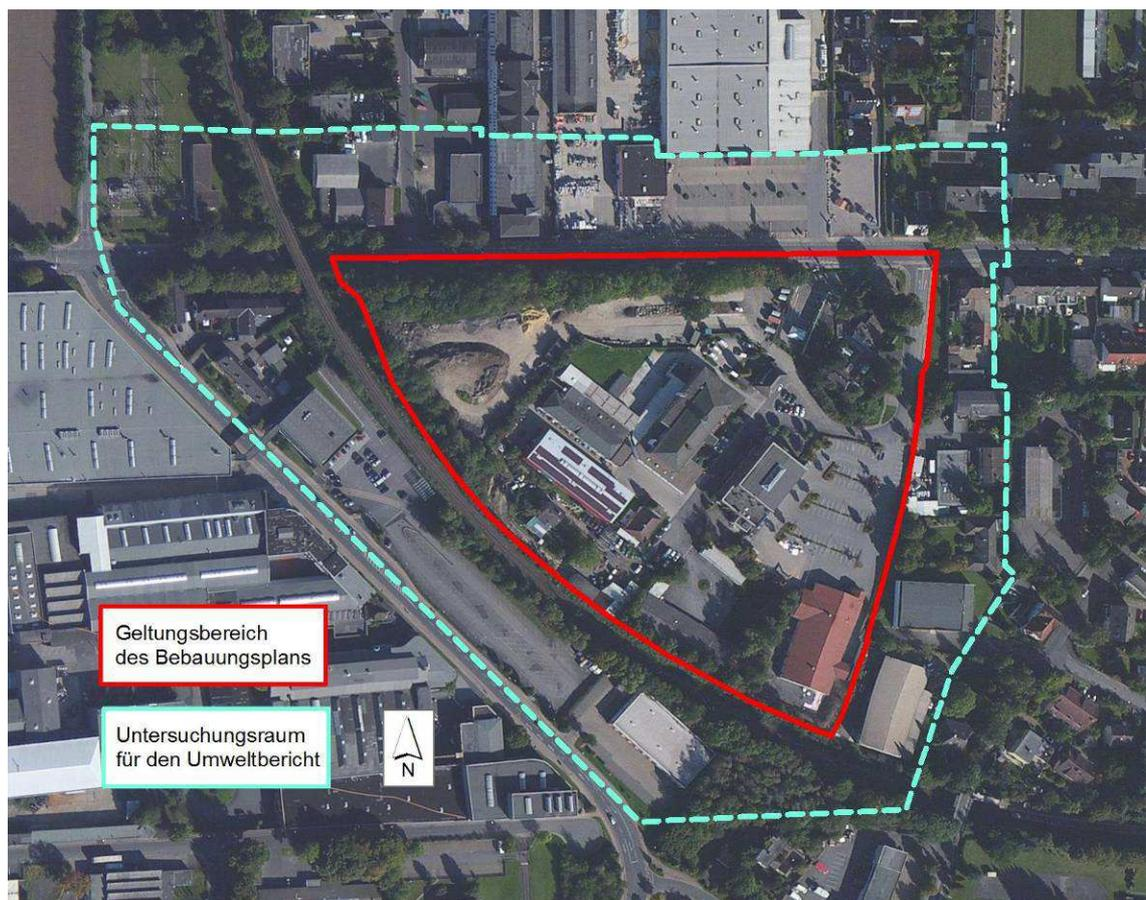 Geltungsbereich
des Bebauungsplans
Untersuchungsraum
für den Umweltbericht
N